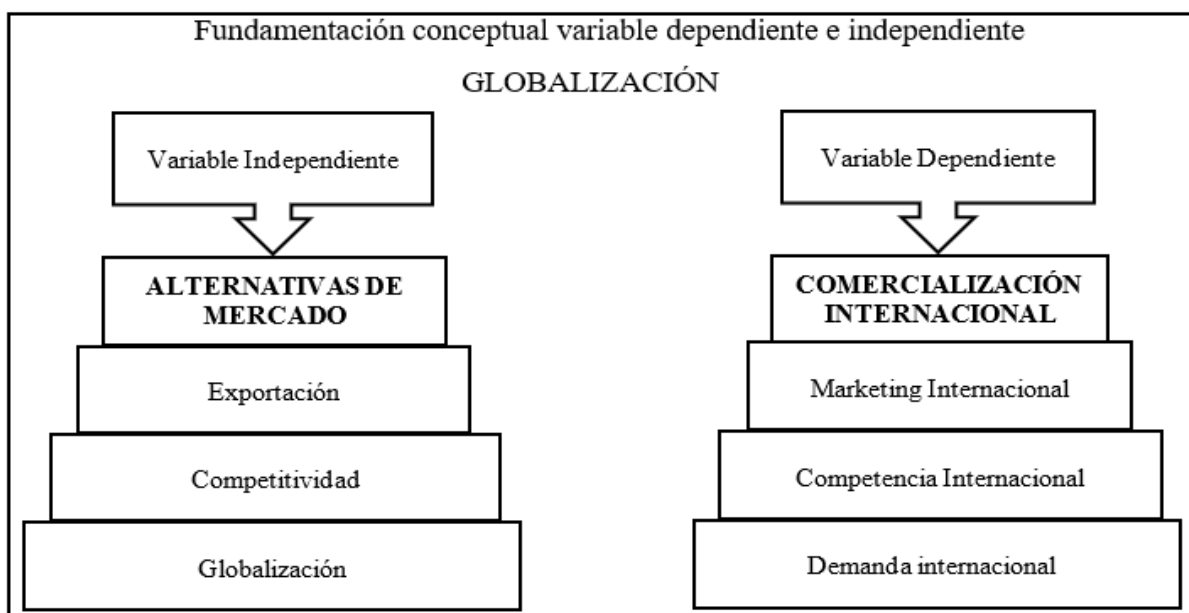 Fundamentación conceptual variable dependiente e independiente
GLOBALIZACIÓN
Variable Independiente
ALTERNATIVAS DE
MERCADO
Exportación
Competitividad
Globalización
Variable Dependiente
COMERCIALIZACIÓN
INTERNACIONAL
Marketing Internacional
Competencia Internacional
Demanda internacional